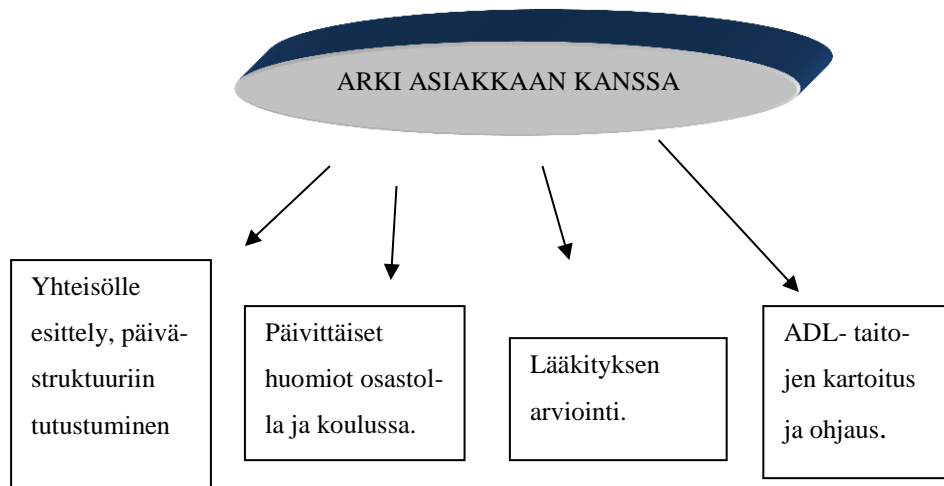 ARKI ASIAKKAAN KANSSA
Yhteisölle
esittely, päivä-
struktuuriin
tutustuminen
Päivittäiset
huomiot osastol-
la ja koulussa.
Lääkityksen
arviointi.
ADL- taito-
jen kartoitus
ja ohjaus.